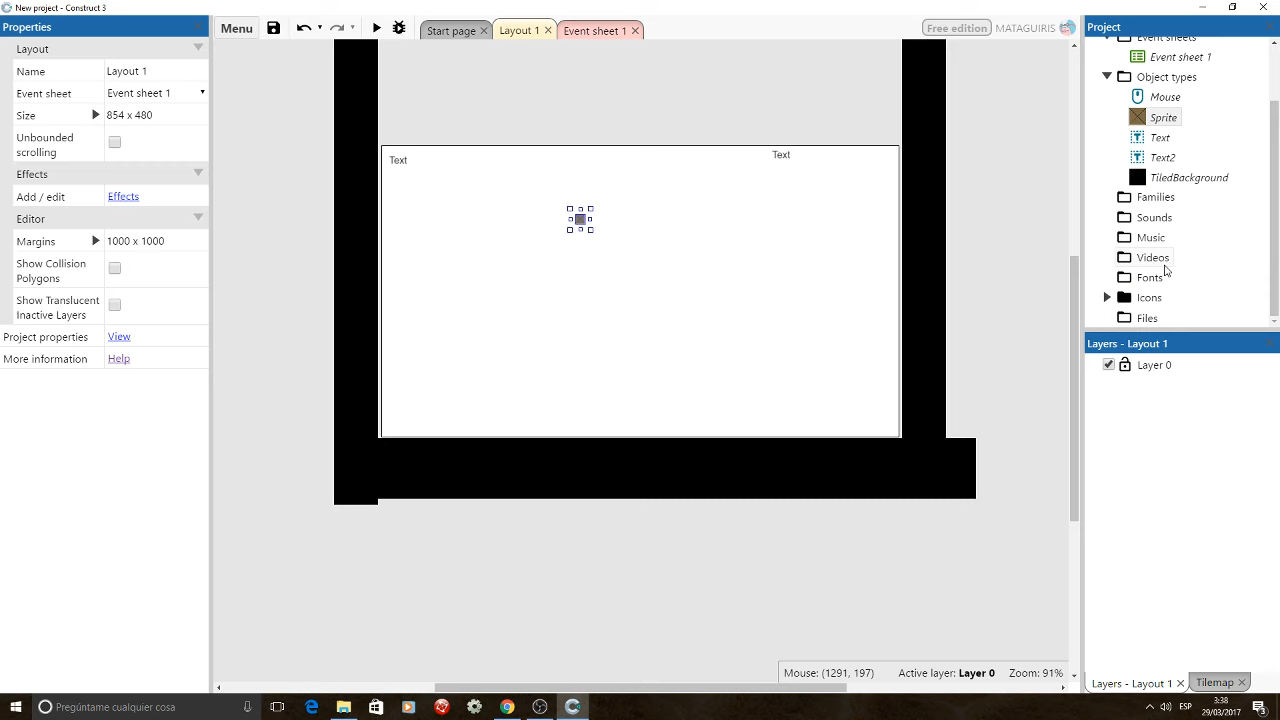 New project - Construct 3
Properties
Layout
Name Layout 1
Event sheet Event sheet 1
Size 854 x 480
Unbounded scrolling
Effects
Add / edit Effects
Editor
Margins 1000 x 1000
Show Collision Polygons
Show Translucent Inactive Layers
Project properties View
More information Help
Menu
Start page
Layout 1
Event sheet 1
Free edition
MATAGUIRIS
Text
Text
Mouse: (1291, 197) Active layer: Layer 0 Zoom: 91%
Project
Event sheets
Event sheet 1
Object types
Mouse
Sprite
Text
Text2
TiledBackground
Families
Sounds
Music
Videos
Fonts
Icons
Files
Layers - Layout 1
Layer 0
Layers - Layout 1
Tilemap
Pregúntame cualquier cosa
ESP
3:38
29/03/2017